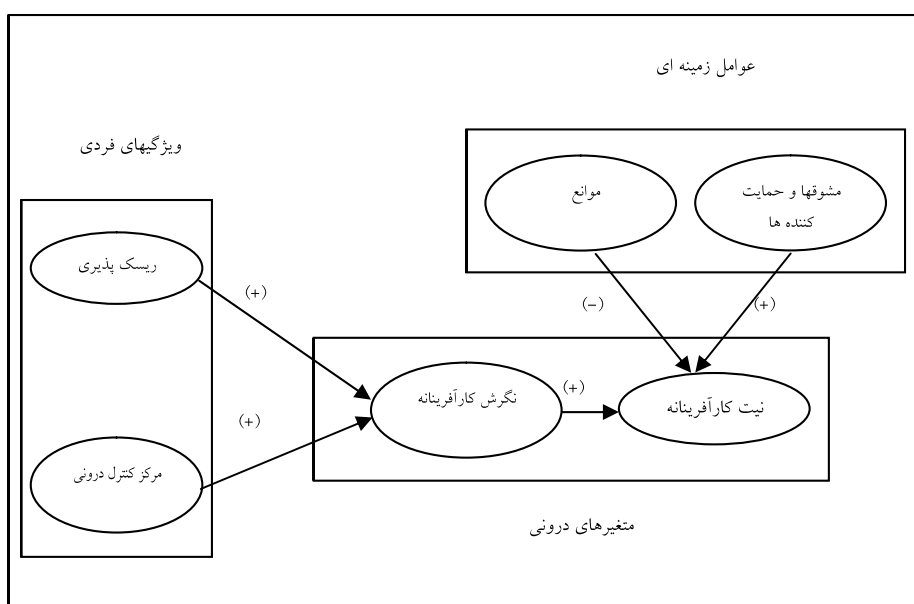 عوامل زمینه ای
ویژگیهای فردی
مشوقها و حمایت
کننده ها
موانع
ریسک پذیری
(+)
(-)
(+)
نگرش کارآفرینانه
(+)
نیت کارآفرینانه
(+)
مرکز کنترل درونی
متغیرهای درونی